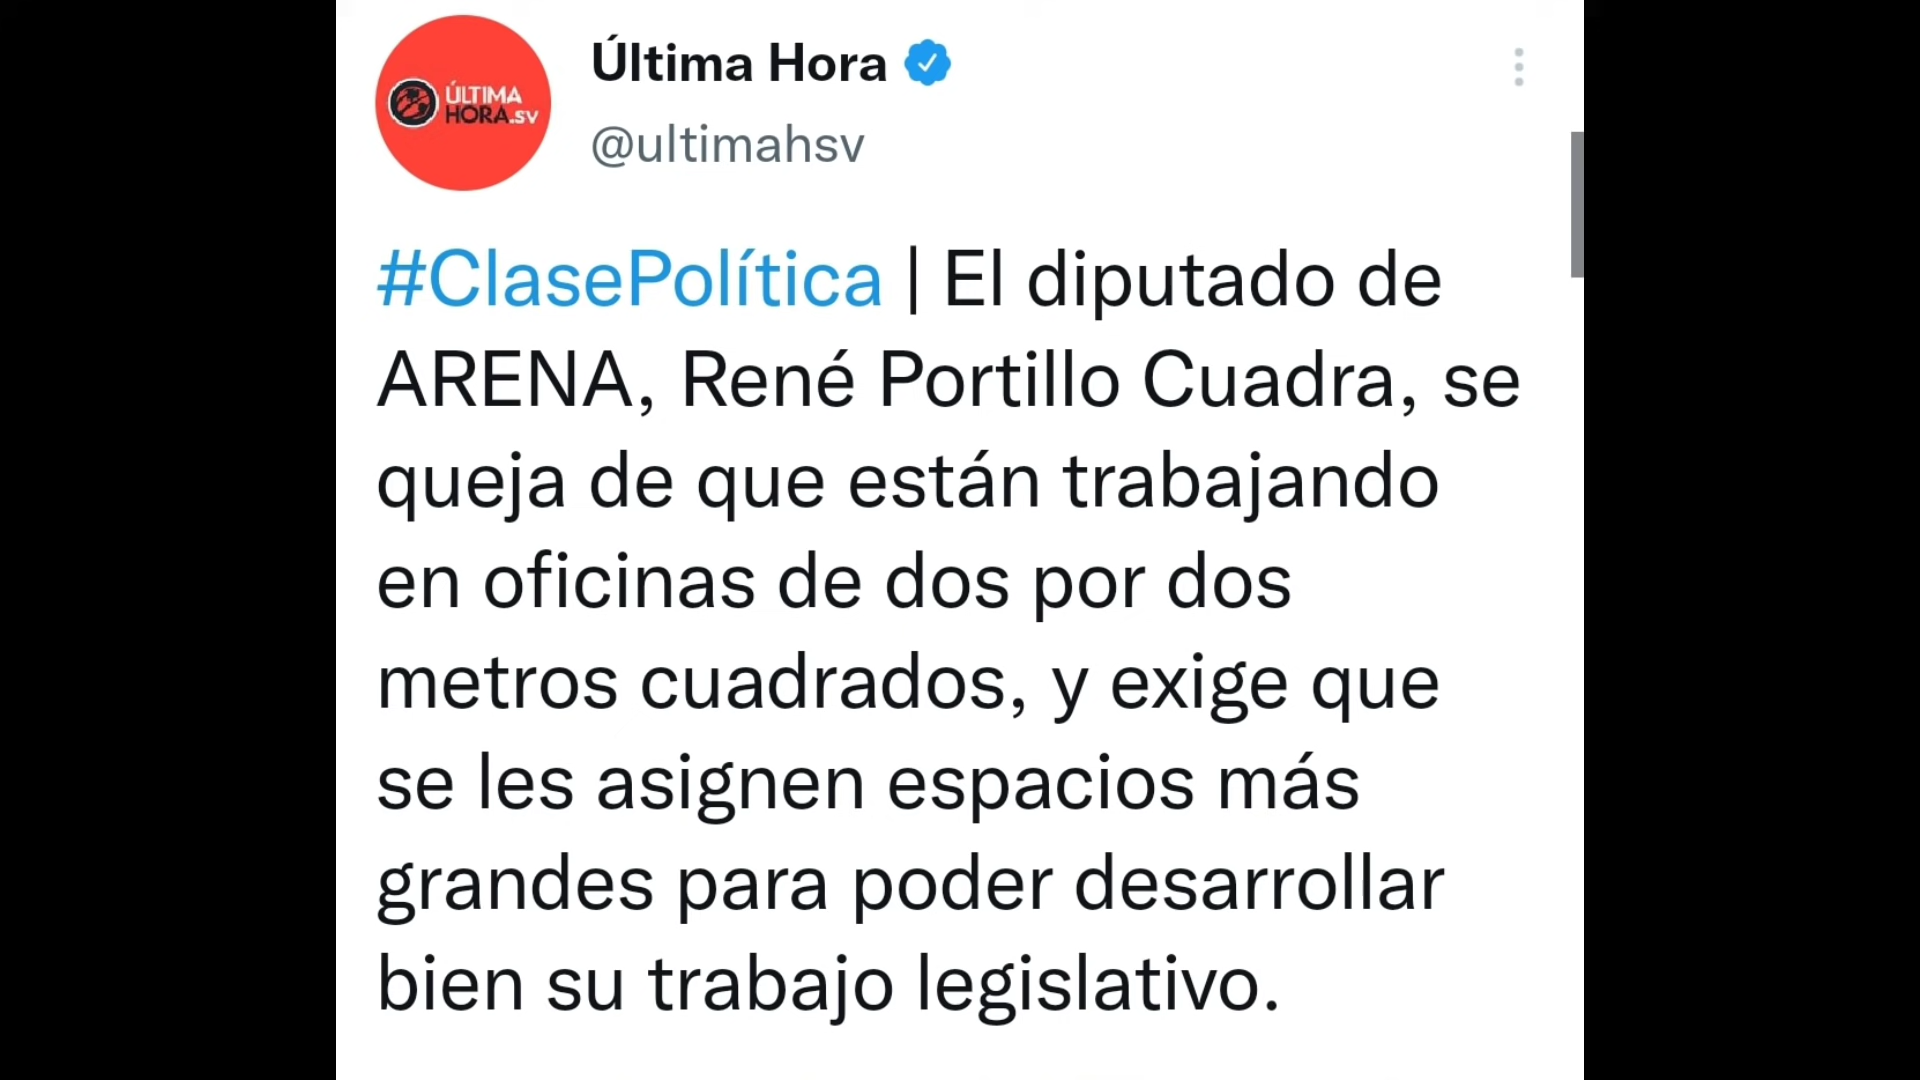 Última Hora
@ultimahsv
ÚLTIMA
HORA.SV
#ClasePolítica | El diputado de
ARENA, René Portillo Cuadra, se
queja de que están trabajando
en oficinas de dos por dos
metros cuadrados, y exige que
se les asignen espacios más
grandes para poder desarrollar
bien su trabajo legislativo.